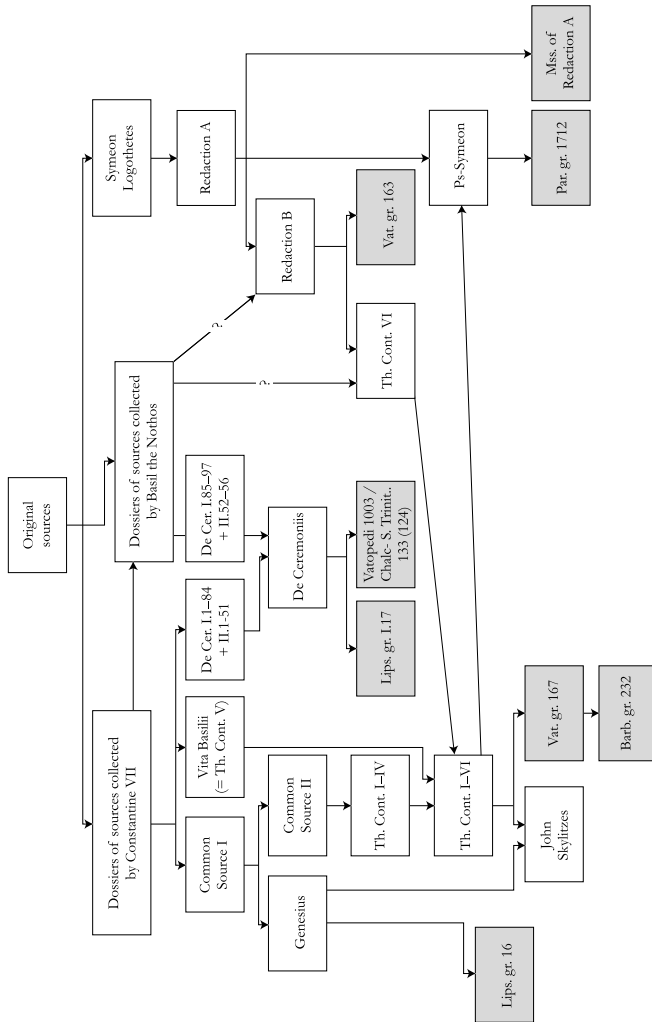 Original
sources
Dossiers of sources collected
by Constantine VII
Dossiers of sources collected
by Basil the Nothos
Symeon
Logothetes
Common
Source I
Vita Basilii
(= Th. Cont. V)
De Cer. I.1–84
+ II.1-51
De Cer. I.85–97
+ II.52–56
Redaction A
?
?
Genesius
Common
Source II
De Ceremoniis
Redaction B
Th. Cont. I–IV
Lips. gr. I.17
Vatopedi 1003 /
Chalc- S. Trinit..
133 (124)
Th. Cont. VI
Vat. gr. 163
Th. Cont. I–VI
Ps-Symeon
Lips. gr. 16
John
Skylitzes
Vat. gr. 167
Par. gr. 1712
Mss. of
Redaction A
Barb. gr. 232